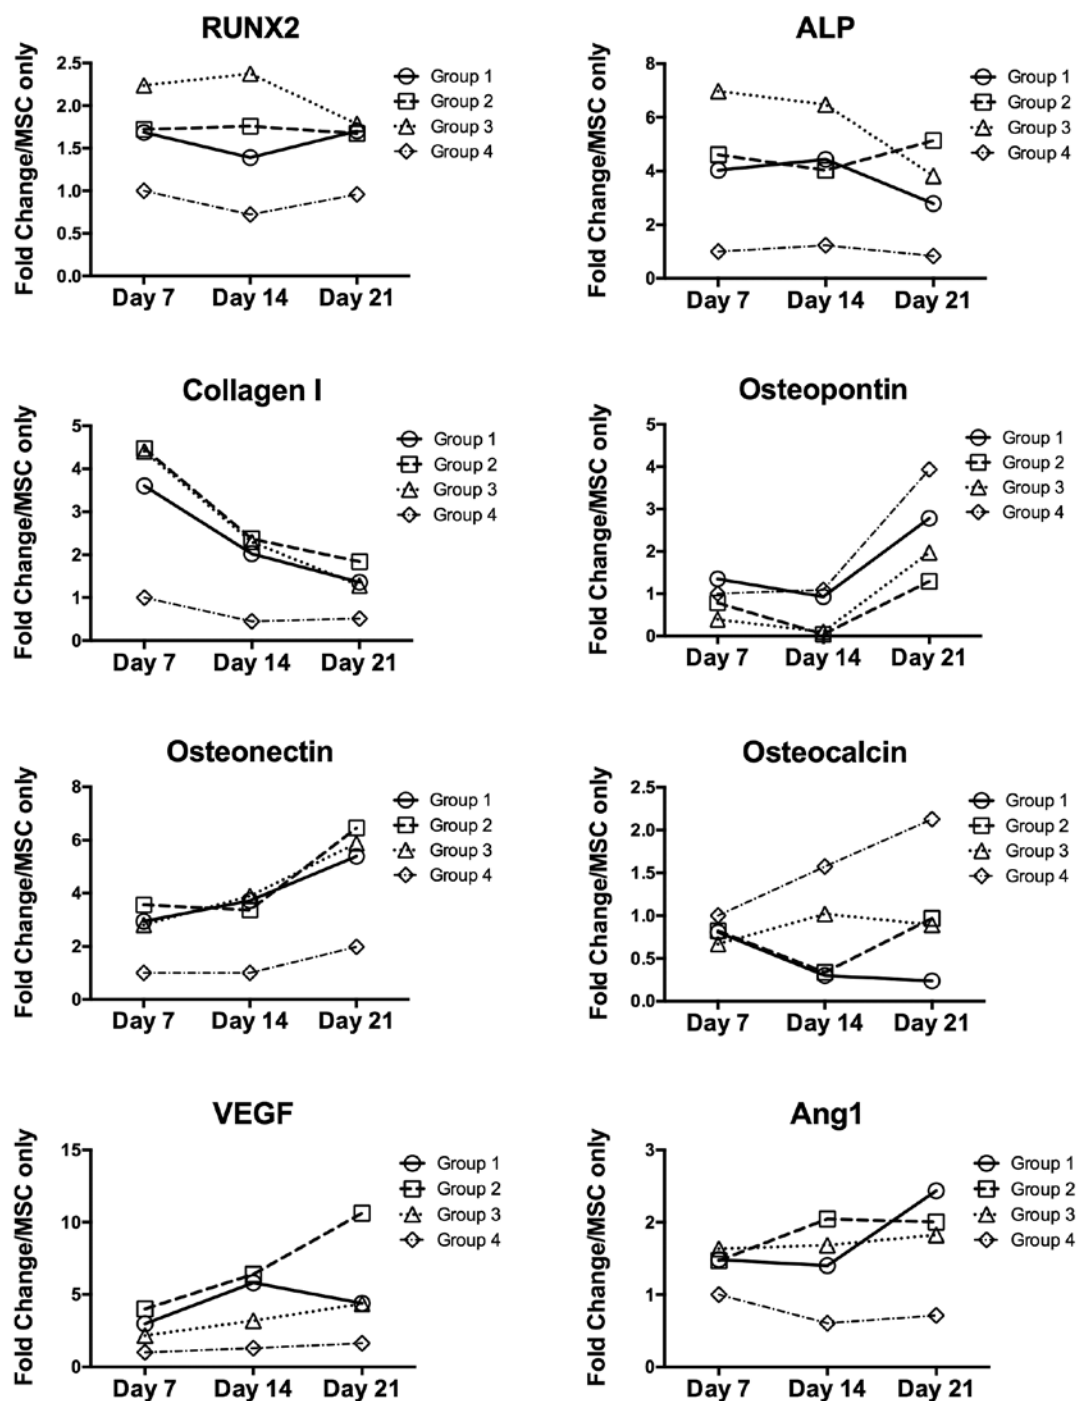 RUNX2
Fold Change/MSC only
2.5
2.0
1.5
1.0
0.5
0.0
Day 7 Day 14 Day 21
Group 1
Group 2
Group 3
Group 4
ALP
Fold Change/MSC only
8
6
4
2
0
Day 7 Day 14 Day 21
Group 1
Group 2
Group 3
Group 4
Collagen I
Fold Change/MSC only
5
4
3
2
1
0
Day 7 Day 14 Day 21
Group 1
Group 2
Group 3
Group 4
Osteopontin
Fold Change/MSC only
5
4
3
2
1
0
Day 7 Day 14 Day 21
Group 1
Group 2
Group 3
Group 4
Osteonectin
Fold Change/MSC only
8
6
4
2
0
Day 7 Day 14 Day 21
Group 1
Group 2
Group 3
Group 4
Osteocalcin
Fold Change/MSC only
2.5
2.0
1.5
1.0
0.5
0.0
Day 7 Day 14 Day 21
Group 1
Group 2
Group 3
Group 4
VEGF
Fold Change/MSC only
15
10
5
0
Day 7 Day 14 Day 21
Group 1
Group 2
Group 3
Group 4
Ang1
Fold Change/MSC only
3
2
1
0
Day 7 Day 14 Day 21
Group 1
Group 2
Group 3
Group 4